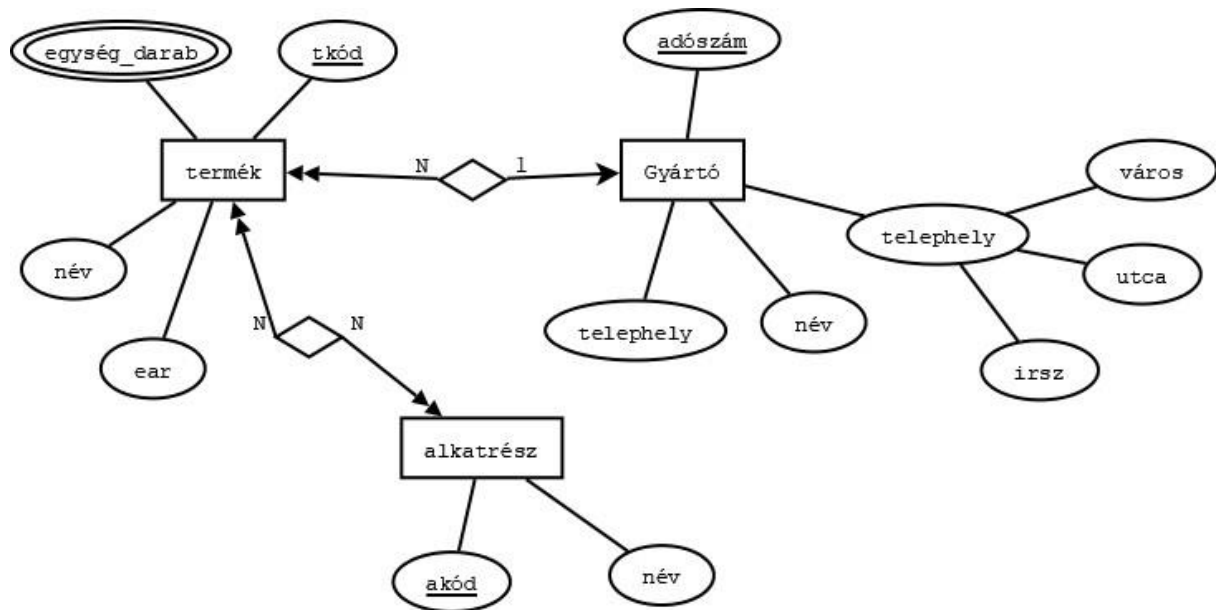 egység_darab
tkód
adószám
termék
N
1
Gyártó
város
telephely
utca
név
N
N
telephely
név
ear
irsz
alkatrész
akód
név